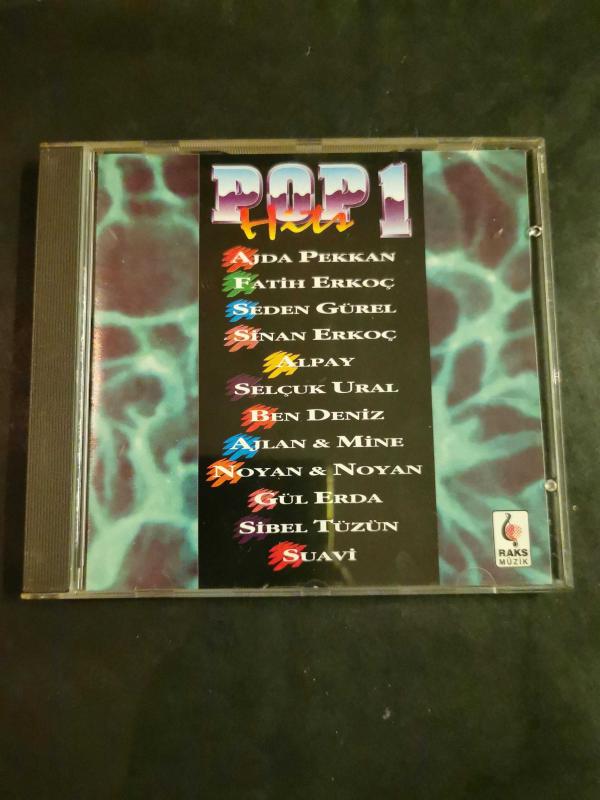 POP 1
Hits
AJDA PEKKAN
FATİH ERKOÇ
SEDEN GÜREL
SİNAN ERKOÇ
ALPAY
SELÇUK URAL
BEN DENİZ
AJLAN & MİNE
NOYAN & NOYAN
GÜL ERDA
SİBEL TÜZÜN
SUAVİ
RAKS
MÜZİK